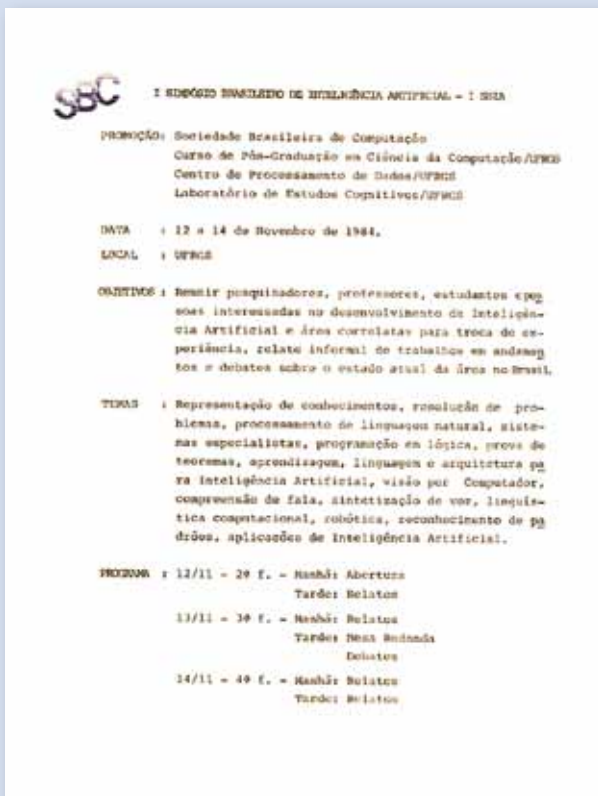 SBC
I SIMPÓSIO BRASILEIRO DE INTELIGÊNCIA ARTIFICIAL - I SBIA
PROMOÇÃO: Sociedade Brasileira de Computação
Curso de Pós-Graduação em Ciência da Computação/UFRGS
Centro de Processamento de Dados/UFRGS
Laboratório de Estudos Cognitivos/UFRGS
DATA : 12 a 14 de Novembro de 1984.
LOCAL : UFRGS
OBJETIVOS : Reunir pesquisadores, professores, estudantes e pes
soas interessadas no desenvolvimento de Inteligên-
cia Artificial e área correlatas para troca de ex-
periência, relato informal de trabalhos em andamen
tos e debates sobre o estado atual da área no Brasil.
TEMAS : Representação de conhecimentos, resolução de pro-
blemas, processamento de linguagem natural, siste-
mas especialistas, programação em lógica, prova de
teoremas, aprendizagem, linguagem e arquitetura pa
ra Inteligência Artificial, visão por Computador,
compreensão de fala, sintetização de voz, linguís-
tica computacional, robótica, reconhecimento de pa
drões, aplicações de Inteligência Artificial.
PROGRAMA : 12/11 - 2ª f. - Manhã: Abertura
Tarde: Relatos
13/11 - 3ª f. - Manhã: Relatos
Tarde: Mesa Redonda
Debates
14/11 - 4ª f. - Manhã: Relatos
Tarde: Relatos